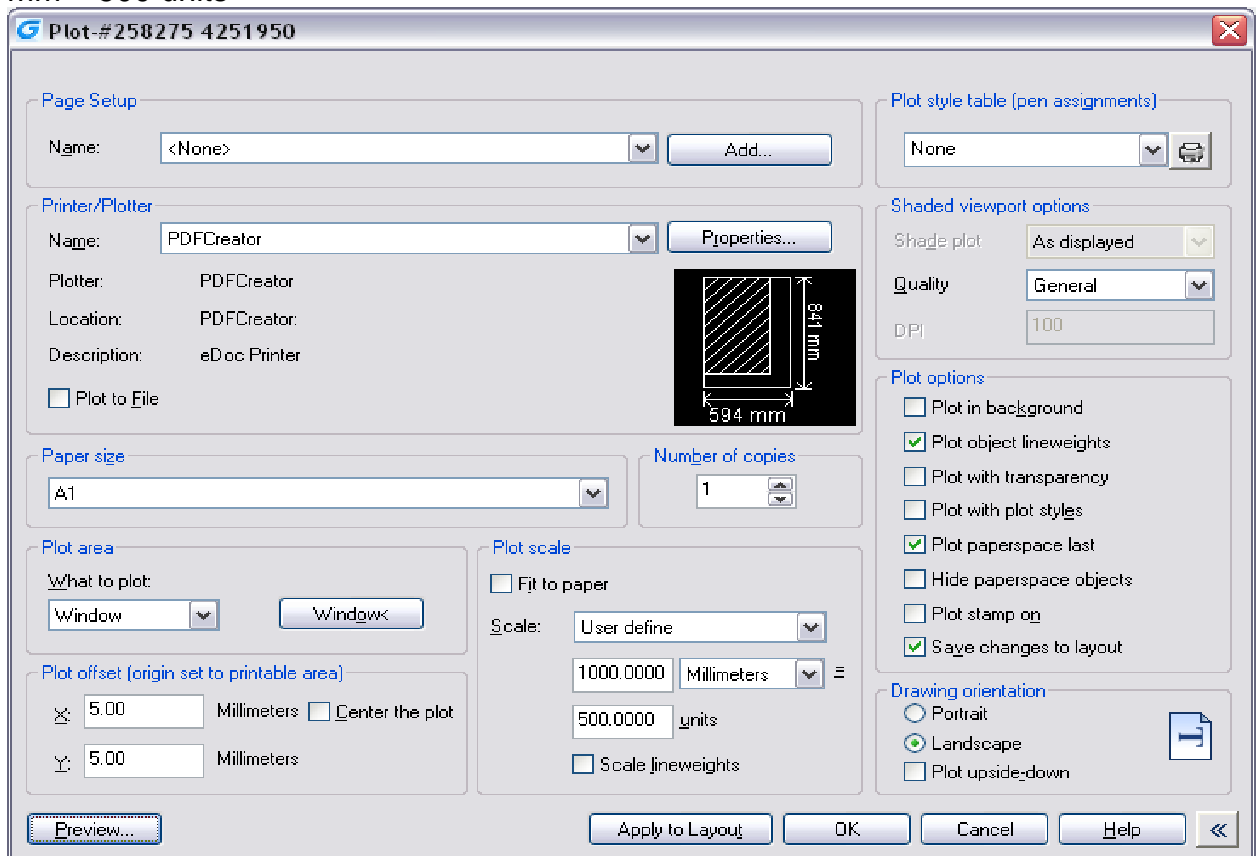 Plot-#258275 4251950
Page Setup
Name: <None> Add...
Plot style table (pen assignments)
None
Printer/Plotter
Name: PDFCreator Properties...
Plotter: PDFCreator
Location: PDFCreator:
Description: eDoc Printer
Plot to File
841 mm
594 mm
Shaded viewport options
Shade plot As displayed
Quality General
DPI 100
Paper size
A1
Number of copies
1
Plot options
Plot in background
Plot object lineweights
Plot with transparency
Plot with plot styles
Plot paperspace last
Hide paperspace objects
Plot stamp on
Save changes to layout
Plot area
What to plot:
Window Window<
Plot scale
Fit to paper
Scale: User define
1000.0000 Millimeters =
500.0000 units
Scale lineweights
Plot offset (origin set to printable area)
X: 5.00 Millimeters Center the plot
Y: 5.00 Millimeters
Drawing orientation
Portrait
Landscape
Plot upside-down
Preview... Apply to Layout OK Cancel Help «